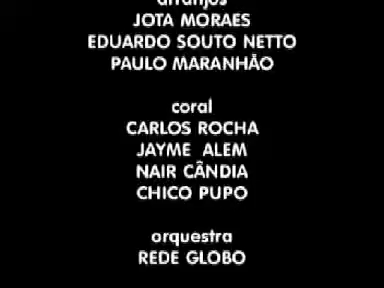 arranjos
JOTA MORAES
EDUARDO SOUTO NETTO
PAULO MARANHÃO
coral
CARLOS ROCHA
JAYME ALEM
NAIR CÂNDIA
CHICO PUPO
orquestra
REDE GLOBO